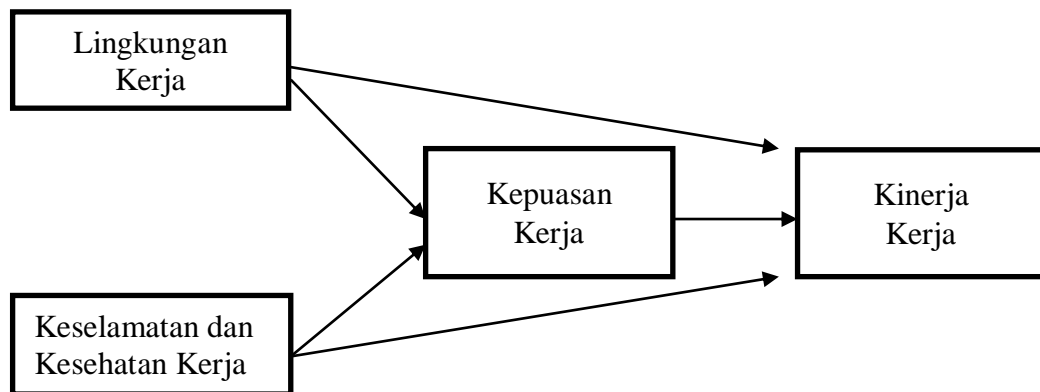 Lingkungan
Kerja
Kepuasan
Kerja
Kinerja
Kerja
Keselamatan dan
Kesehatan Kerja